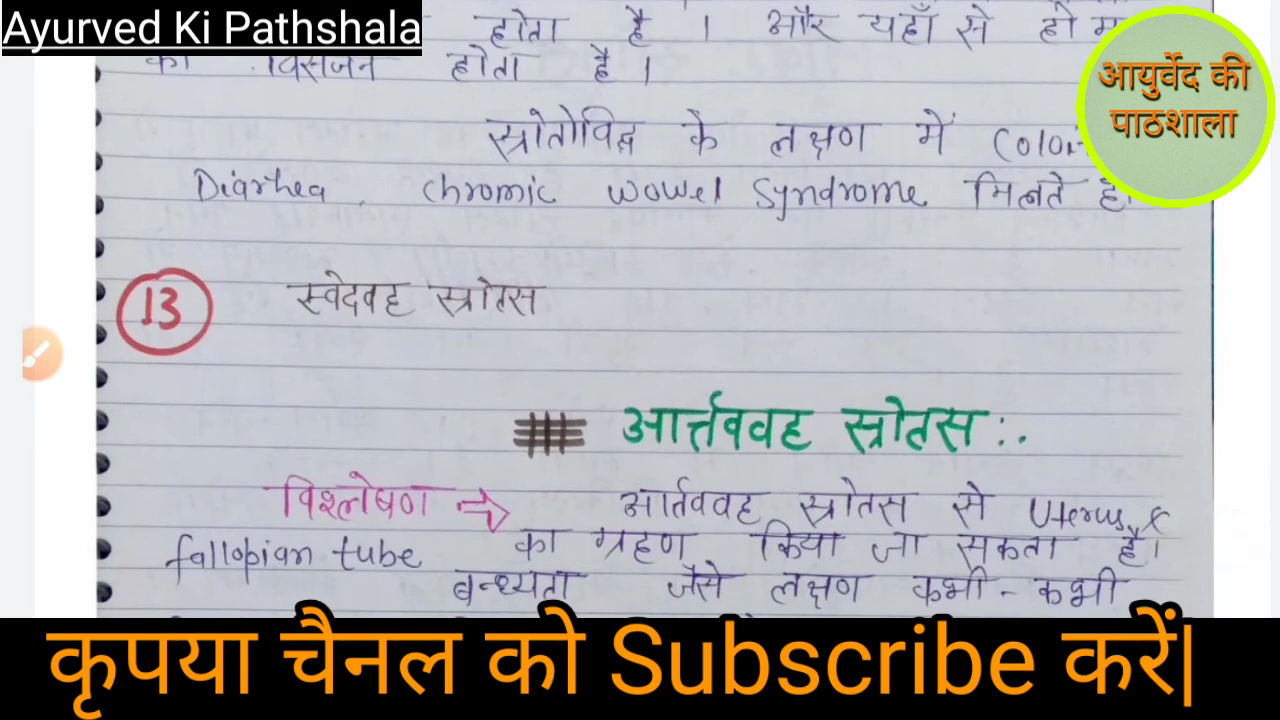 Ayurved Ki Pathshala
होता है । और यहाँ से ही
का विसर्जन होता है ।
आयुर्वेद की
पाठशाला
स्रोतोविद्ध के लक्षण में
Diarhea, chromic wowel syndrome मिलते है।
13 स्वेदवह स्रोतस
आर्त्तववह स्रोतस :.
विश्लेषण ⇒ आर्तववह स्रोतस से Uterus &
fallopian tube का ग्रहण किया जा सकता है।
बन्ध्यता जैसे लक्षण कभी - कभी
कृपया चैनल को Subscribe करें|